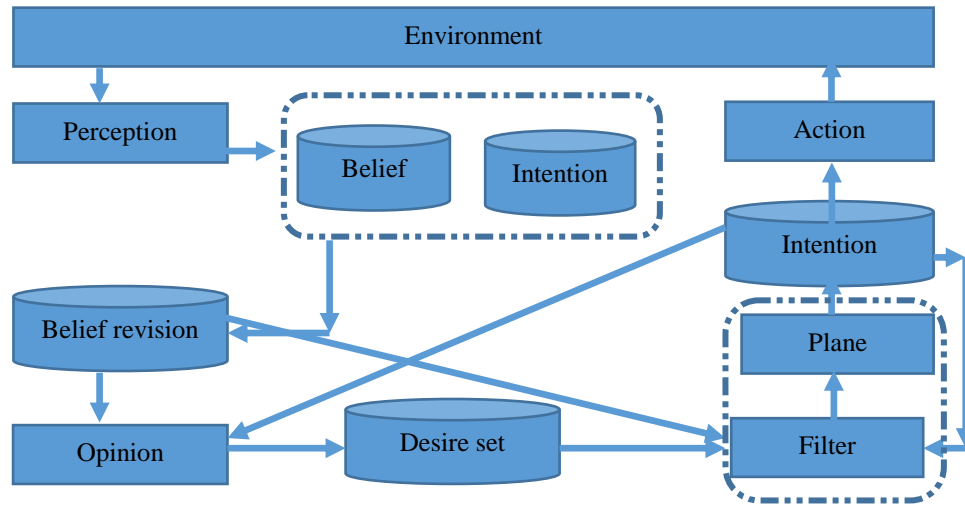 Environment
Perception
Belief
Intention
Action
Intention
Belief revision
Plane
Opinion
Desire set
Filter